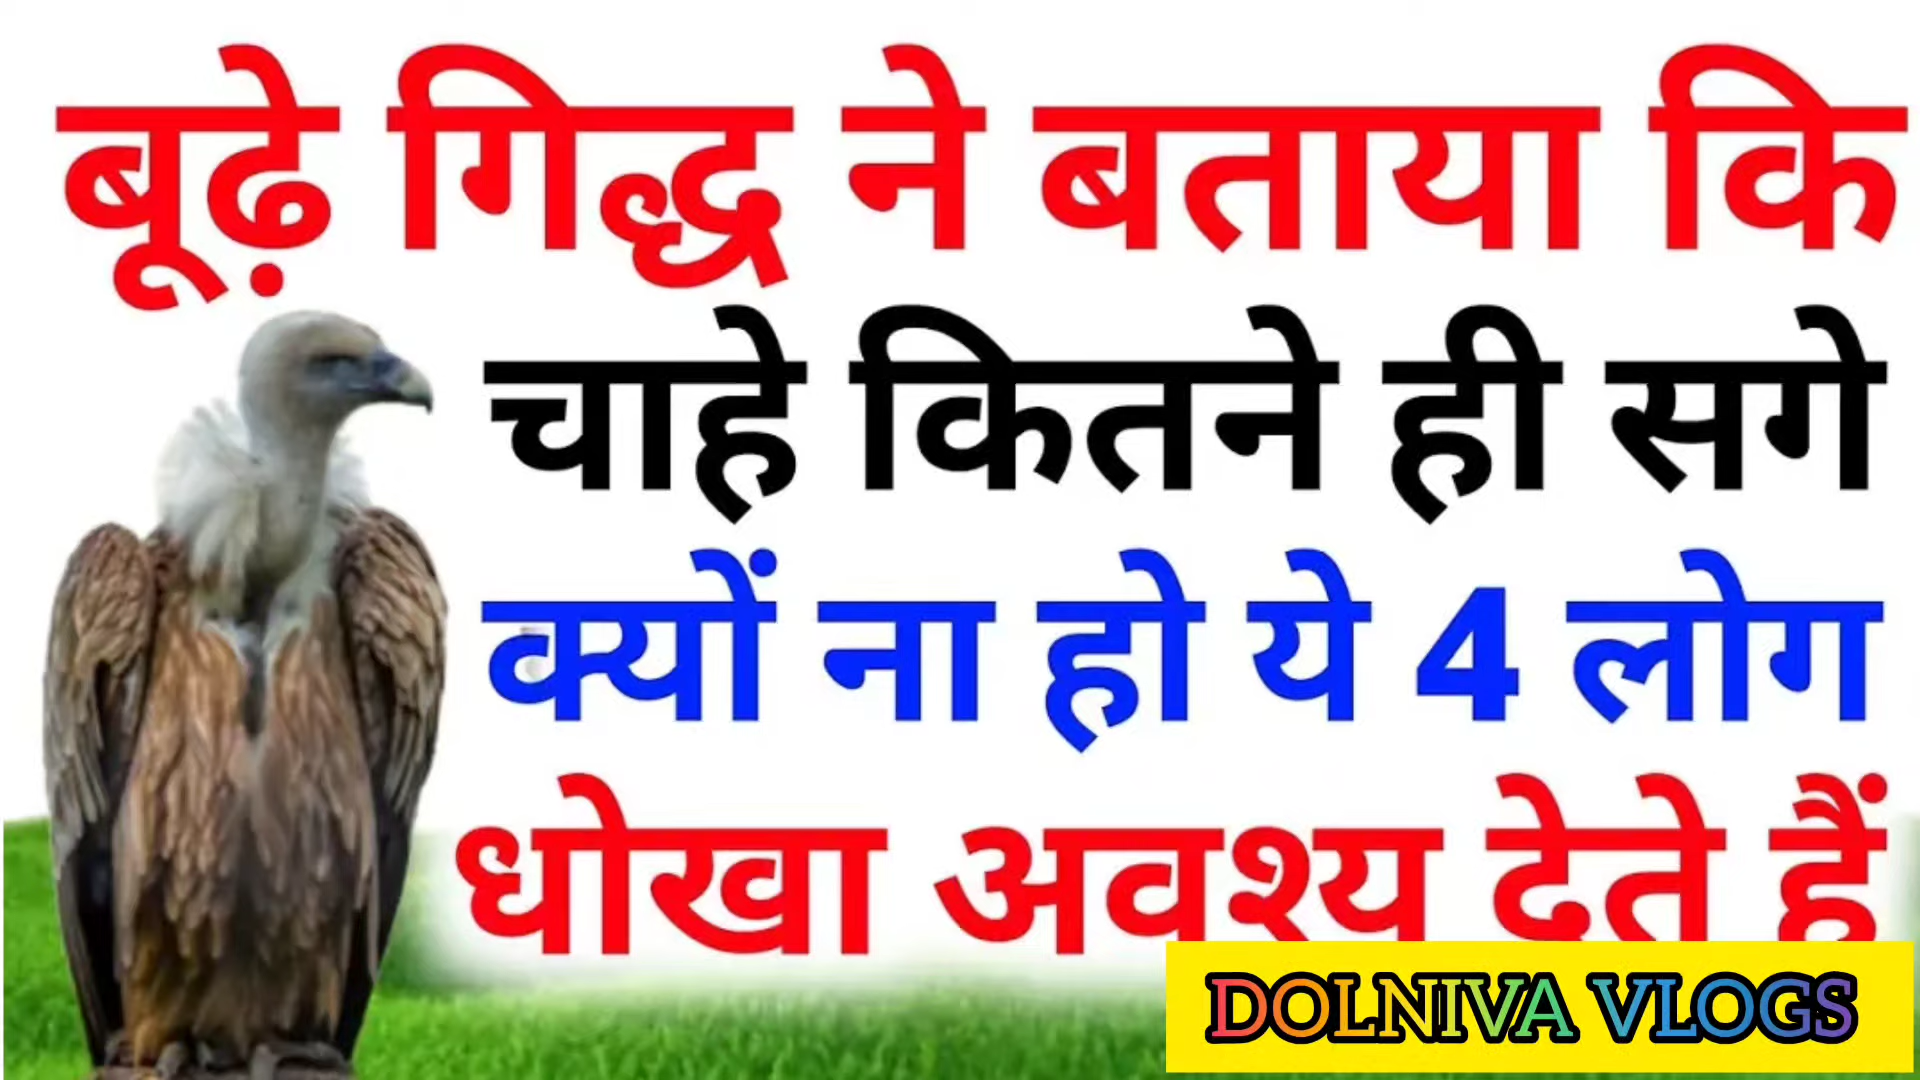 बूढ़े गिद्ध ने बताया कि
चाहे कितने ही सगे
क्यों ना हो ये 4 लोग
धोखा अवश्य देते हैं
DOLNIVA VLOGS